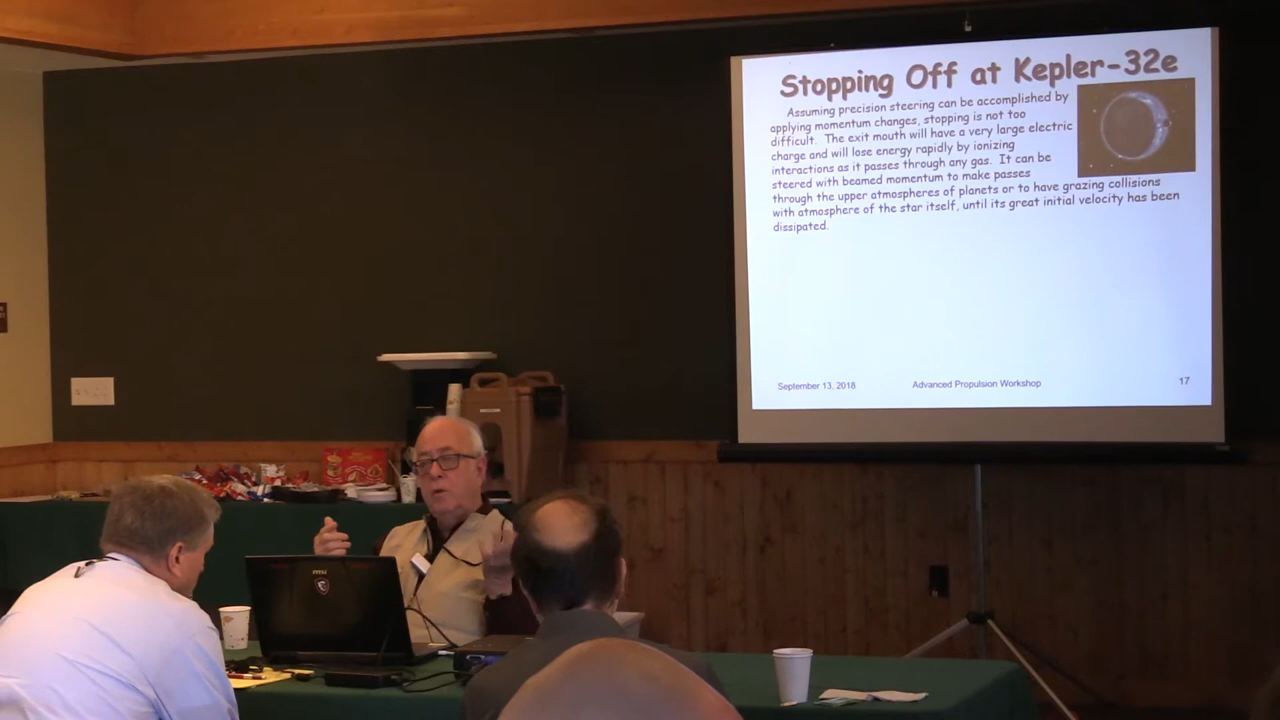 Stopping Off at Kepler-32e
Assuming precision steering can be accomplished by
applying momentum changes, stopping is not too
difficult. The exit mouth will have a very large electric
charge and will lose energy rapidly by ionizing
interactions as it passes through any gas. It can be
steered with beamed momentum to make passes
through the upper atmospheres of planets or to have grazing collisions
with atmosphere of the star itself, until its great initial velocity has been
dissipated.
September 13, 2018
Advanced Propulsion Workshop
17
msi